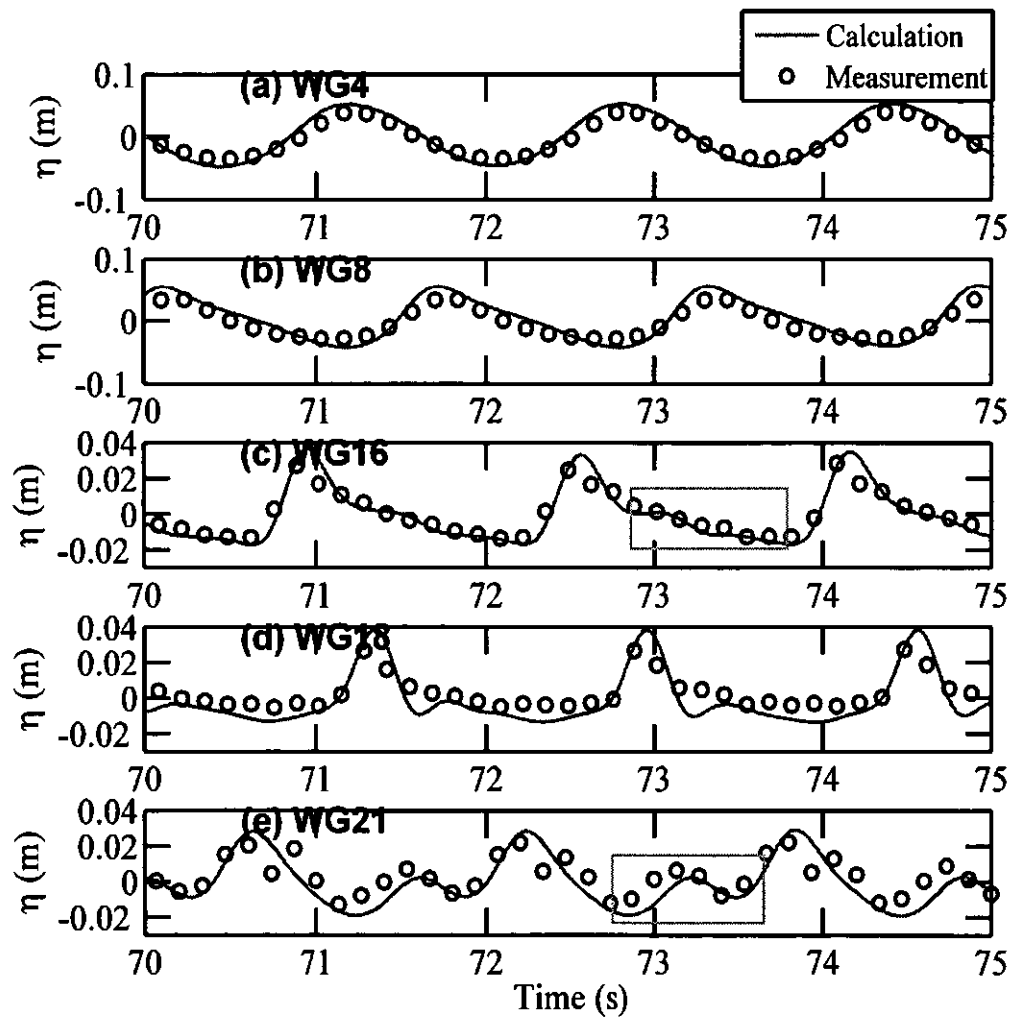 Calculation
Measurement
(a) WG4
0.1
0
-0.1
η (m)
70 71 72 73 74 75
(b) WG8
0.1
0
-0.1
η (m)
70 71 72 73 74 75
(c) WG16
0.04
0.02
0
-0.02
η (m)
70 71 72 73 74 75
(d) WG18
0.04
0.02
0
-0.02
η (m)
70 71 72 73 74 75
(e) WG21
0.04
0.02
0
-0.02
η (m)
70 71 72 73 74 75
Time (s)